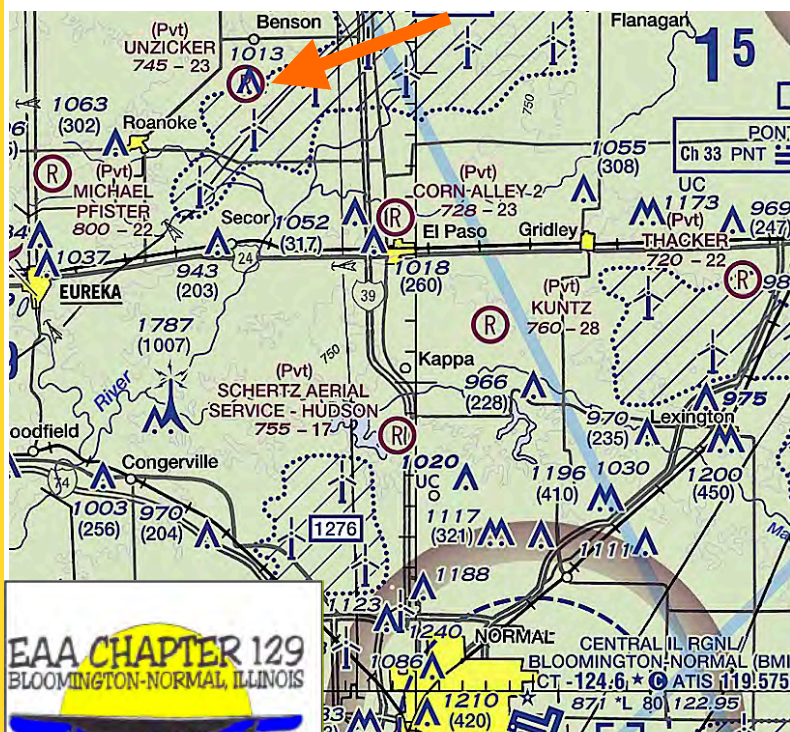 Benson
Flanagan
(Pvt)
UNZICKER
745 - 23
1013
15
750
1063
(302)
Roanoke
1055
(308)
PONT
Ch 33 PNT
R
(Pvt)
MICHAEL
PFISTER
800 - 22
(Pvt)
CORN ALLEY 2
728 - 23
R
UC
1173
(Pvt)
THACKER
720 - 22
969
(247)
Secor
1052
(317)
El Paso
Gridley
1037
EUREKA
943
(203)
24
1018
(260)
39
R
98
(Pvt)
KUNTZ
760 - 28
R
1787
(1007)
750
Kappa
River
(Pvt)
SCHERTZ AERIAL
SERVICE - HUDSON
755 - 17
R
966
(228)
975
970
(235)
Lexington
oodfield
Congerville
74
1020
UC
1196
(410)
1030
1200
(450)
1003
(256)
970
(204)
1276
1117
(321)
1111
Ma
1188
1123
1240
NORMAL
1086
CENTRAL IL RGNL/
BLOOMINGTON-NORMAL (BMI
CT - 124.6 ★ C ATIS 119.575
871 *L 80 122.95
1210
(420)
EAA CHAPTER 129
BLOOMINGTON-NORMAL, ILLINOIS